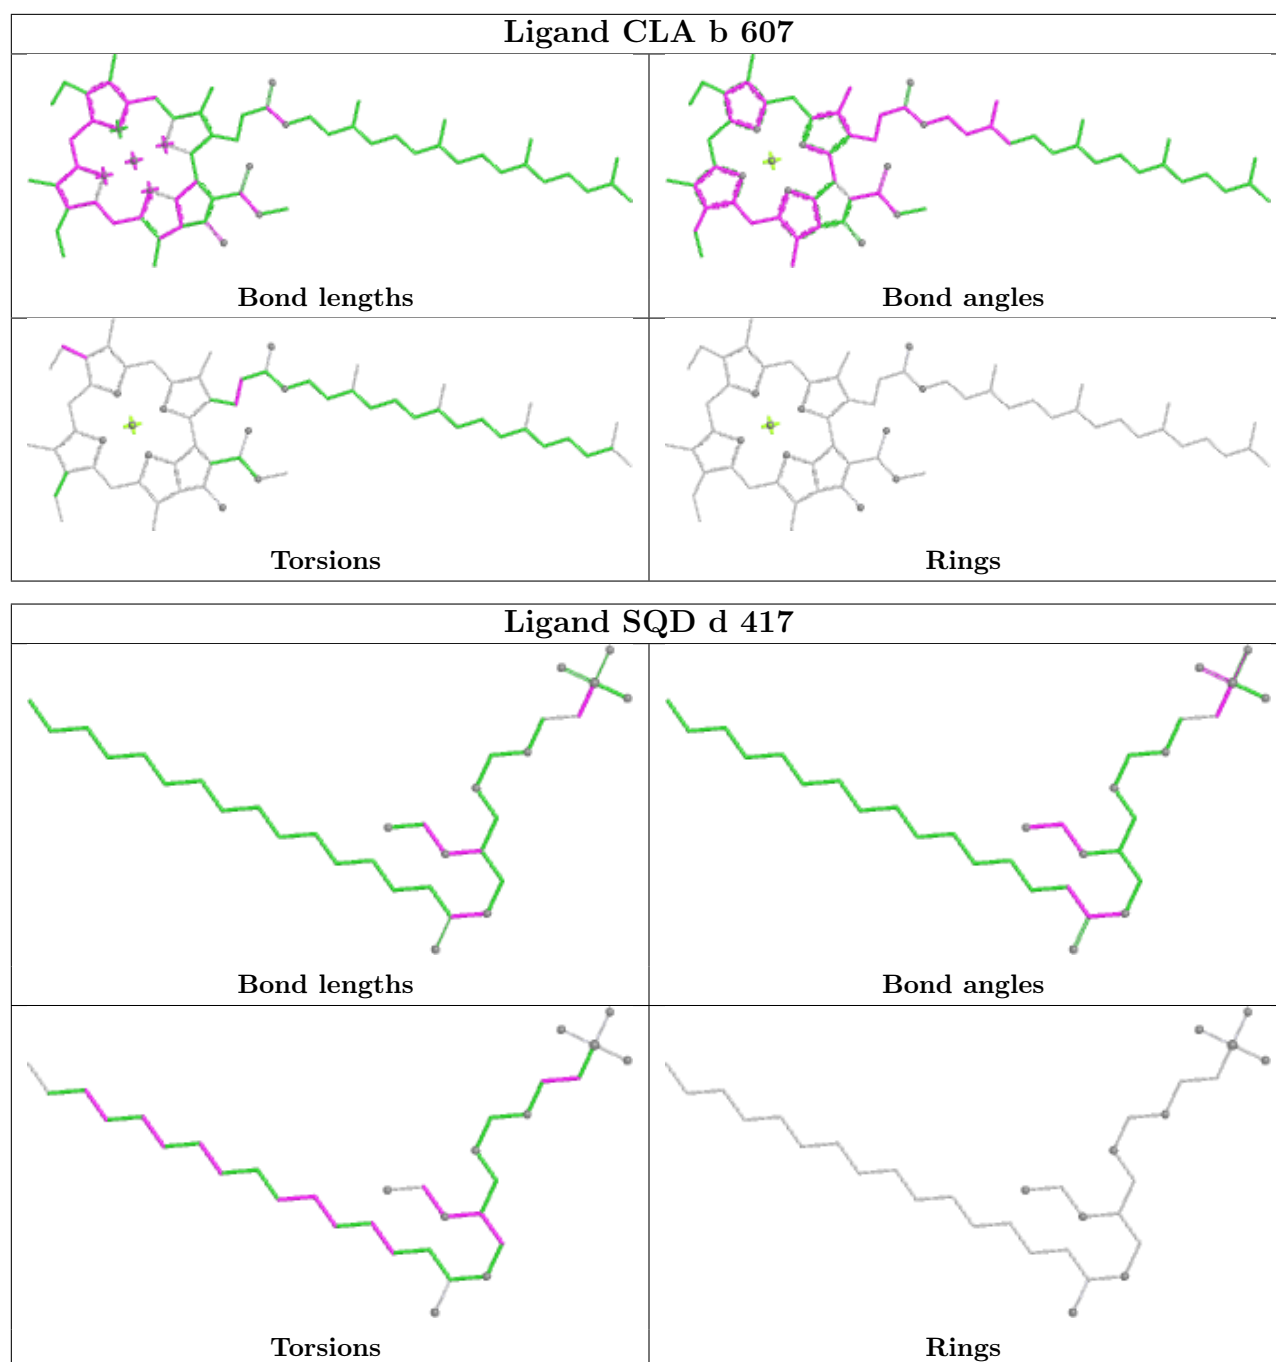 Ligand CLA b 607
Bond lengths
Bond angles
Torsions
Rings
Ligand SQD d 417
Bond lengths
Bond angles
Torsions
Rings